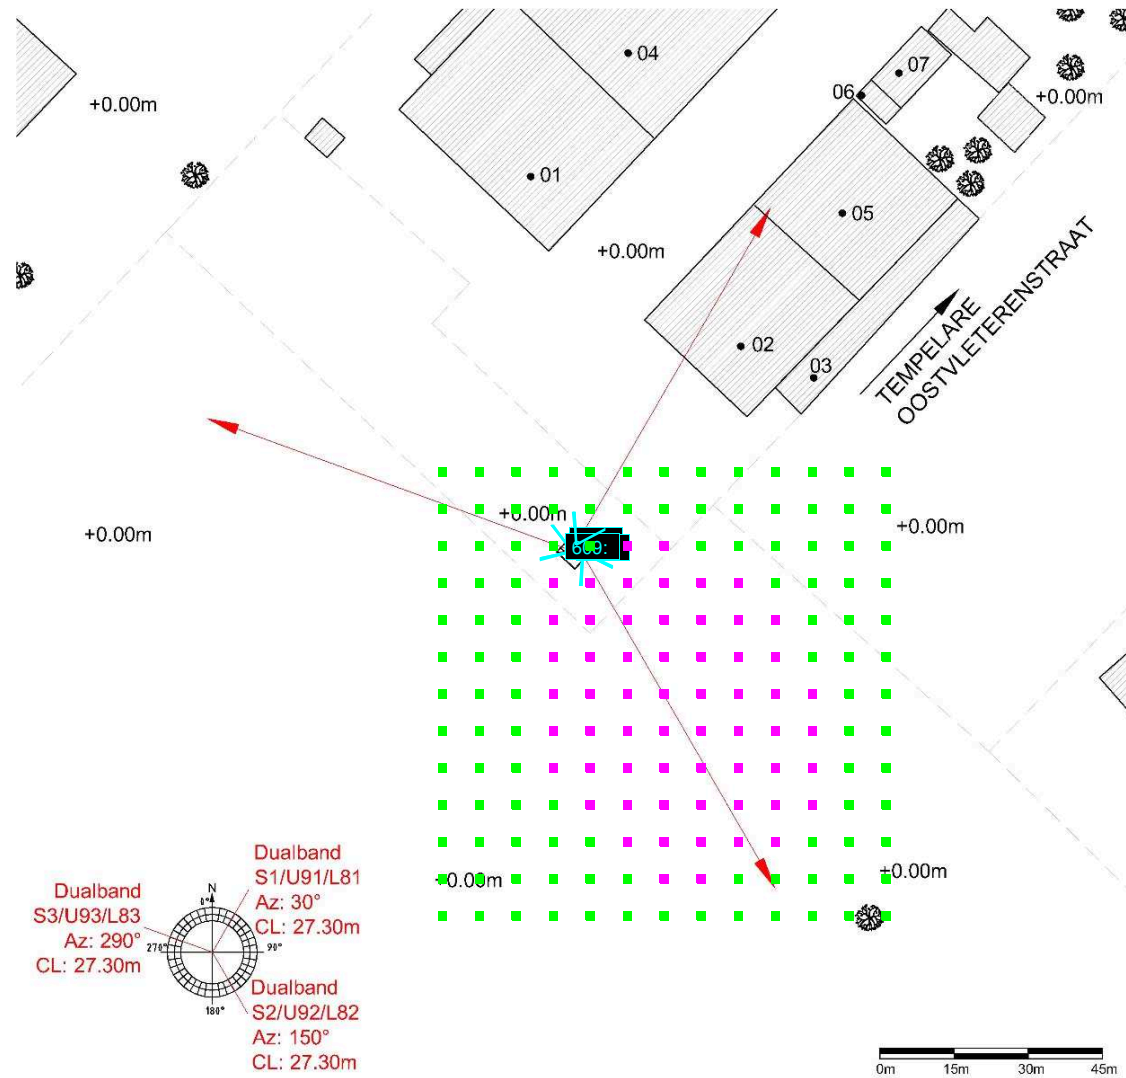 04
07
+0.00m
06
+0.00m
01
05
+0.00m
02
03
TEMPELARE
OOSTVLETERENSTRAAT
+0.00m
+0.00m
+0.00m
609:
+0.00m
+0.00m
Dualband
S1/U91/L81
Az: 30°
CL: 27.30m
Dualband
S3/U93/L83
Az: 290°
CL: 27.30m
N
0°
270°
90°
180°
Dualband
S2/U92/L82
Az: 150°
CL: 27.30m
0m
15m
30m
45m